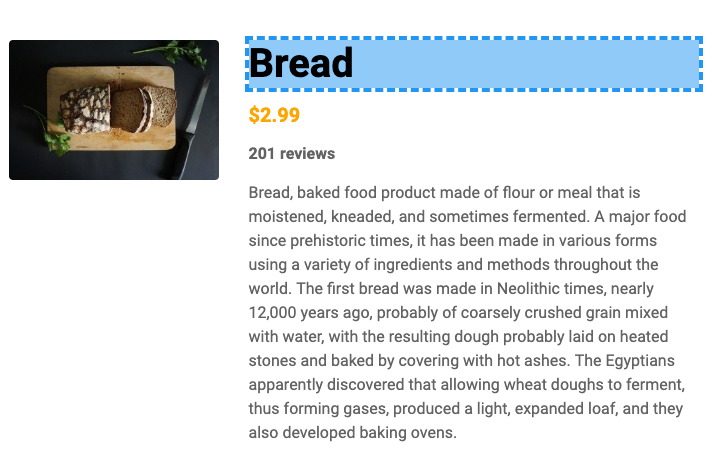 Bread
$2.99
201 reviews
Bread, baked food product made of flour or meal that is
moistened, kneaded, and sometimes fermented. A major food
since prehistoric times, it has been made in various forms
using a variety of ingredients and methods throughout the
world. The first bread was made in Neolithic times, nearly
12,000 years ago, probably of coarsely crushed grain mixed
with water, with the resulting dough probably laid on heated
stones and baked by covering with hot ashes. The Egyptians
apparently discovered that allowing wheat doughs to ferment,
thus forming gases, produced a light, expanded loaf, and they
also developed baking ovens.